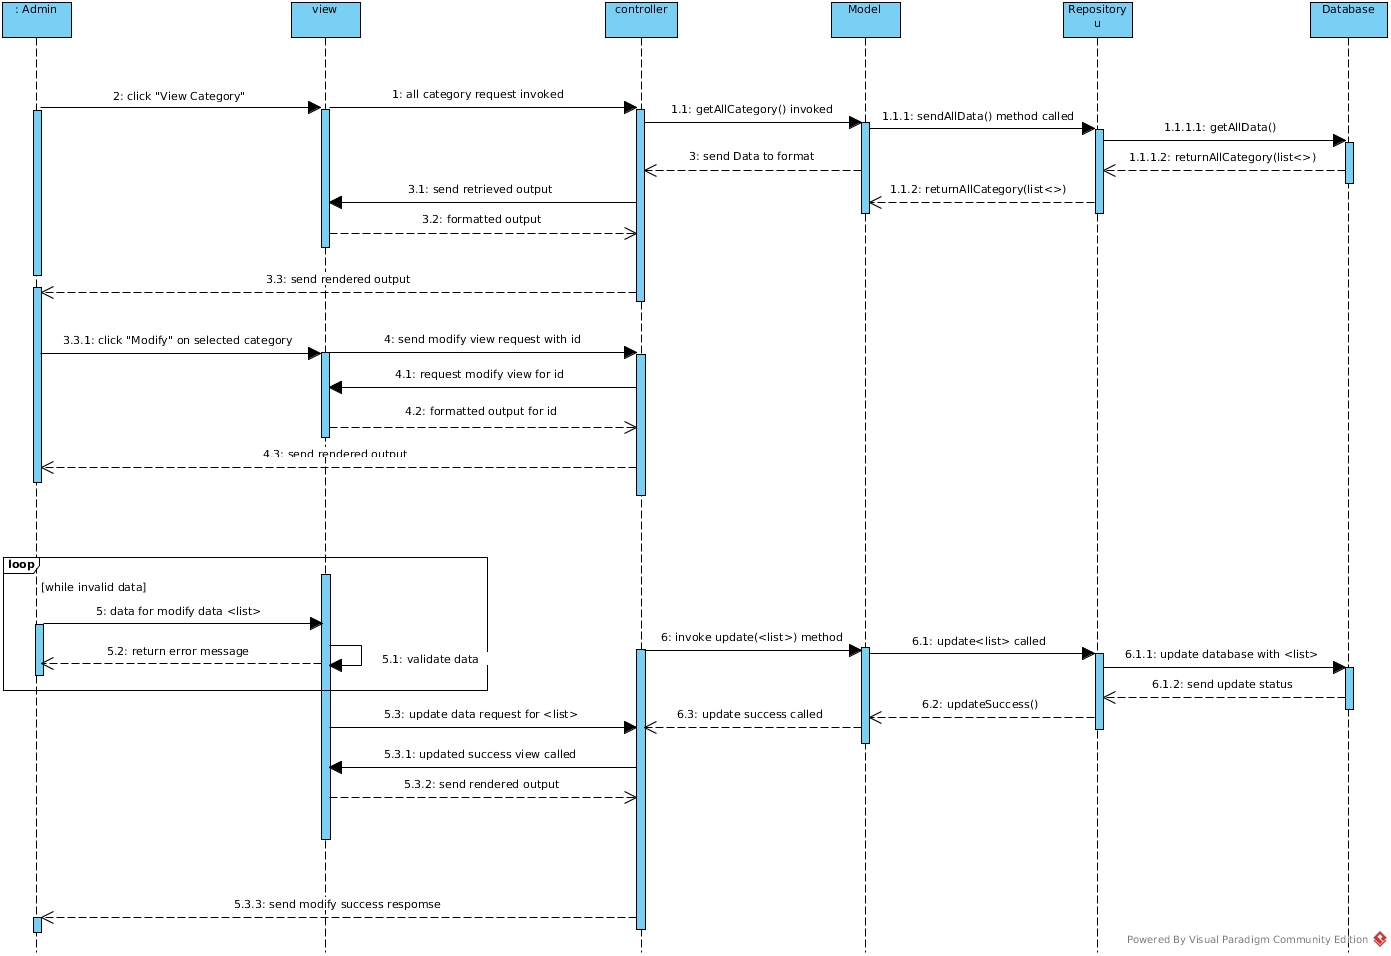 : Admin
view
controller
Model
Repository
u
Database
2: click "View Category"
1: all category request invoked
1.1: getAllCategory() invoked
1.1.1: sendAllData() method called
1.1.1.1: getAllData()
3: send Data to format
1.1.1.2: returnAllCategory(list<>)
3.1: send retrieved output
1.1.2: returnAllCategory(list<>)
3.2: formatted output
3.3: send rendered output
3.3.1: click "Modify" on selected category
4: send modify view request with id
4.1: request modify view for id
4.2: formatted output for id
4.3: send rendered output
loop
[while invalid data]
5: data for modify data <list>
5.2: return error message
5.1: validate data
6: invoke update(<list>) method
6.1: update<list> called
6.1.1: update database with <list>
6.1.2: send update status
6.2: updateSuccess()
5.3: update data request for <list>
6.3: update success called
5.3.1: updated success view called
5.3.2: send rendered output
5.3.3: send modify success respomse
Powered By Visual Paradigm Community Edition